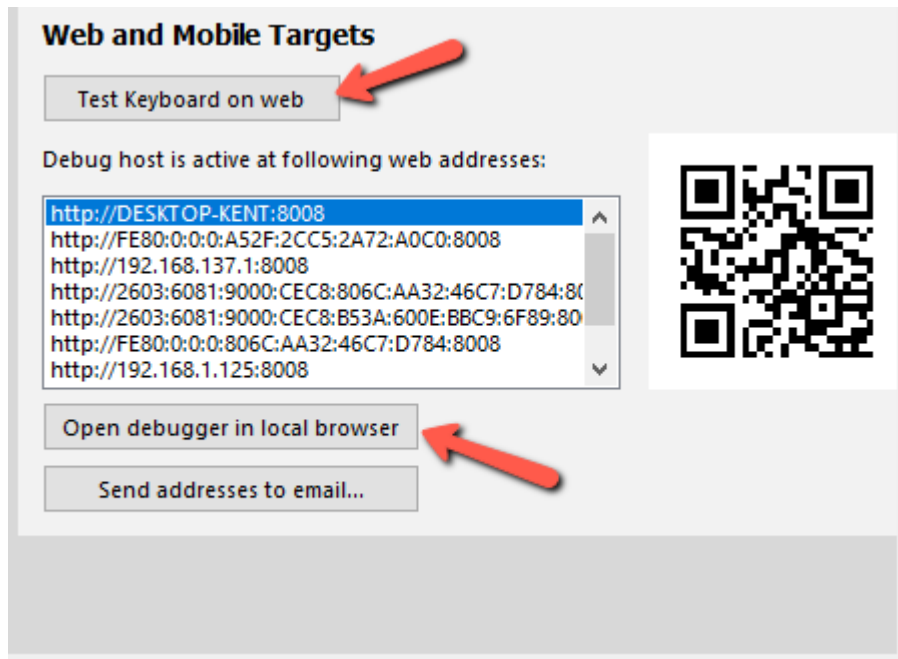 Web and Mobile Targets
Test Keyboard on web
Debug host is active at following web addresses:
http://DESKTOP-KENT:8008
http://FE80:0:0:0:A52F:2CC5:2A72:A0C0:8008
http://192.168.137.1:8008
http://2603:6081:9000:CEC8:806C:AA32:46C7:D784:80
http://2603:6081:9000:CEC8:B53A:600E:BBC9:6F89:80
http://FE80:0:0:0:806C:AA32:46C7:D784:8008
http://192.168.1.125:8008
Open debugger in local browser
Send addresses to email...